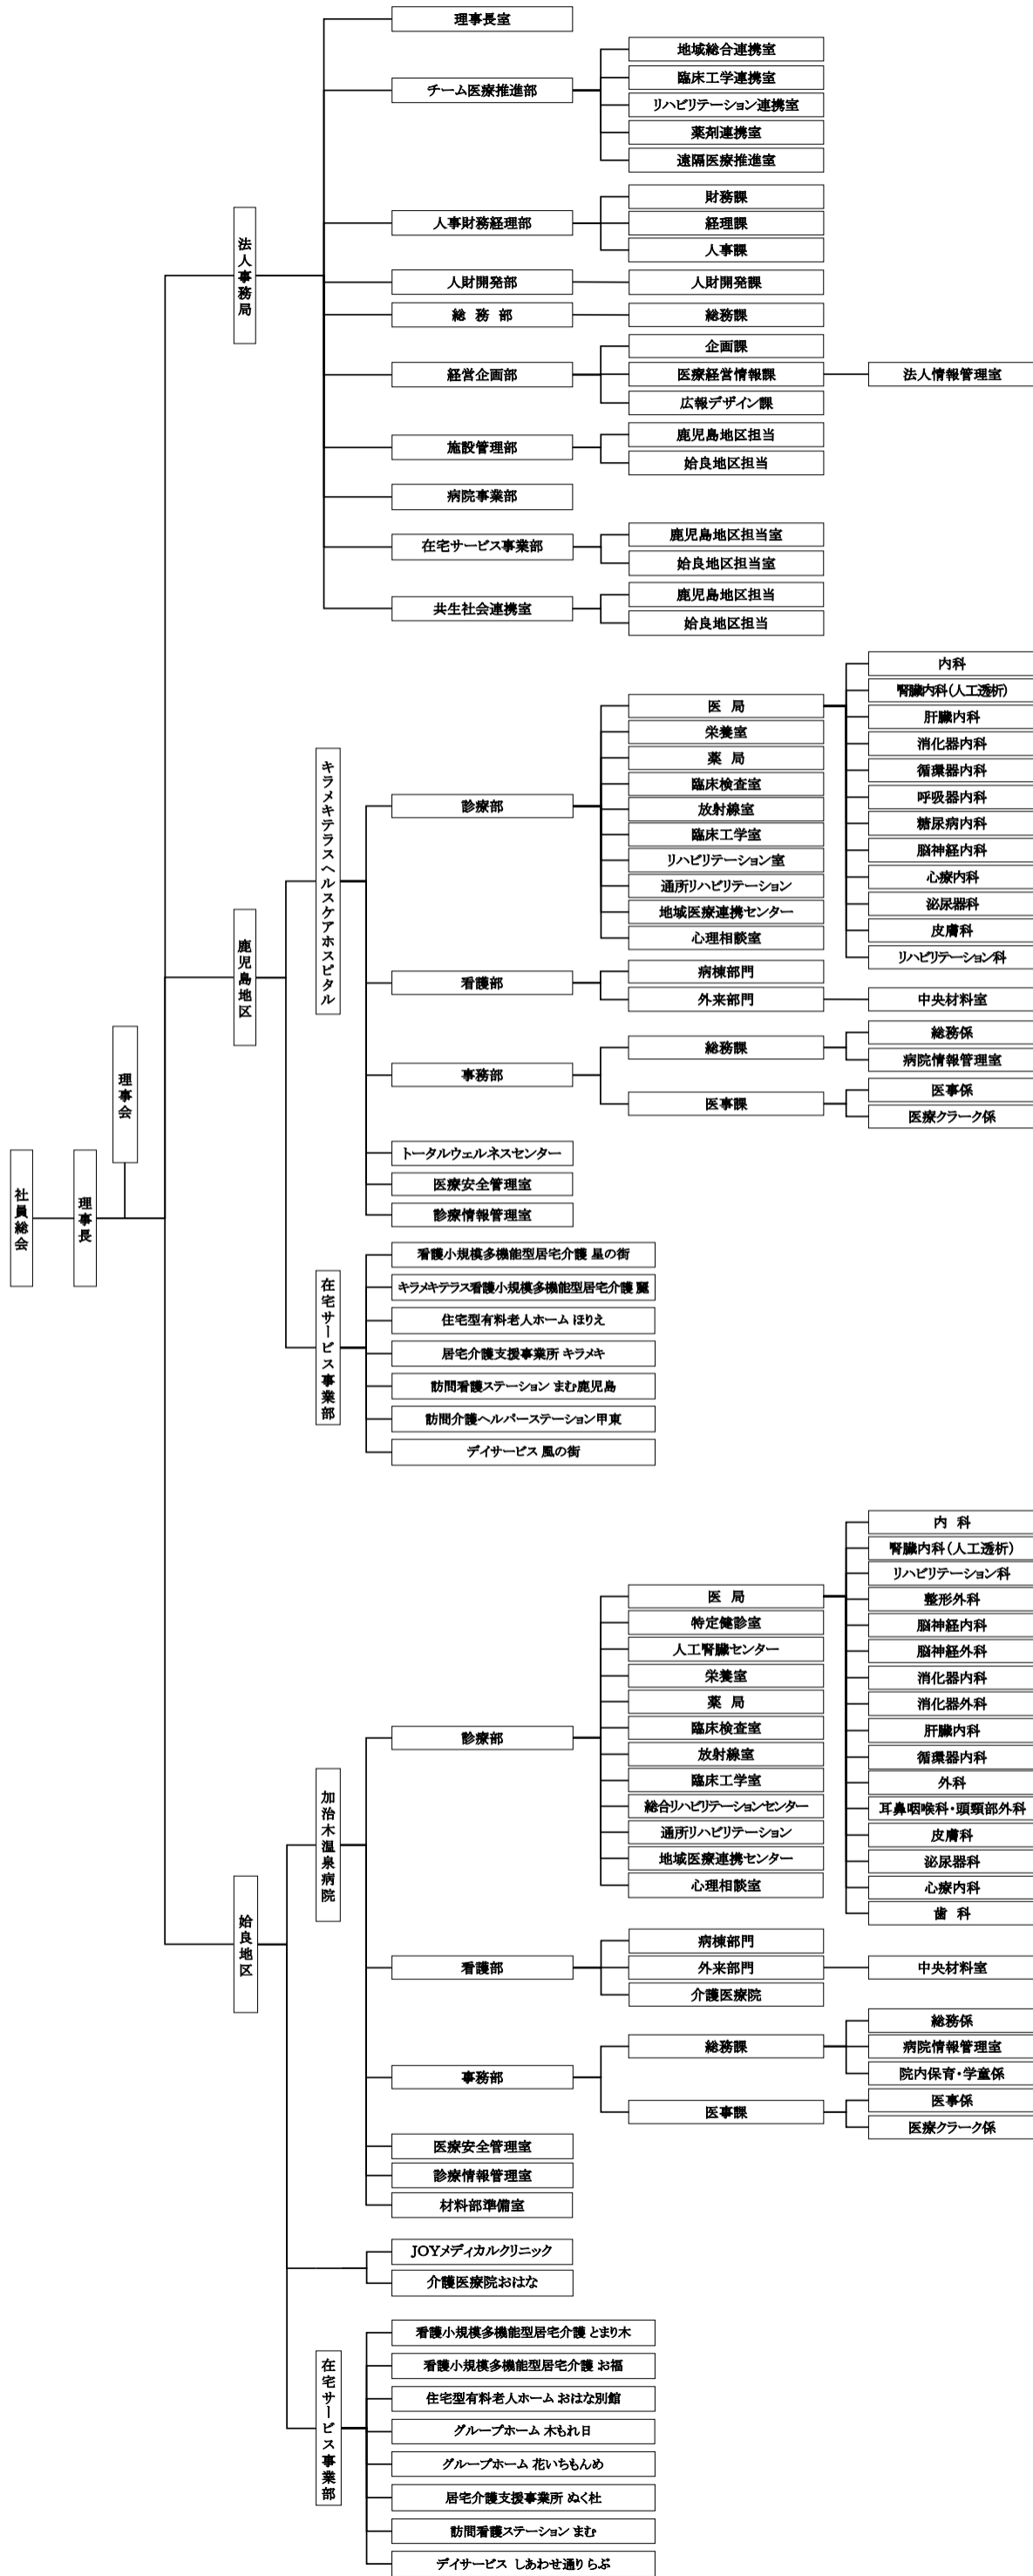 社員総会
理事長
理事会
法人事務局
理事長室
チーム医療推進部
地域総合連携室
臨床工学連携室
リハビリテーション連携室
薬剤連携室
遠隔医療推進室
人事財務経理部
財務課
経理課
人事課
人財開発部
人財開発課
総 務 部
総務課
経営企画部
企画課
医療経営情報課
法人情報管理室
広報デザイン課
施設管理部
鹿児島地区担当
姶良地区担当
病院事業部
在宅サービス事業部
鹿児島地区担当室
姶良地区担当室
共生社会連携室
鹿児島地区担当
姶良地区担当
鹿児島地区
キラメキテラスヘルスケアホスピタル
診療部
医 局
内科
腎臓内科(人工透析)
肝臓内科
消化器内科
循環器内科
呼吸器内科
糖尿病内科
脳神経内科
心療内科
泌尿器科
皮膚科
リハビリテーション科
栄養室
薬 局
臨床検査室
放射線室
臨床工学室
リハビリテーション室
通所リハビリテーション
地域医療連携センター
心理相談室
看護部
病棟部門
外来部門
中央材料室
事務部
総務課
総務係
病院情報管理室
医事課
医事係
医療クラーク係
トータルウェルネスセンター
医療安全管理室
診療情報管理室
在宅サービス事業部
看護小規模多機能型居宅介護 星の街
キラメキテラス看護小規模多機能型居宅介護 麗
住宅型有料老人ホーム ほりえ
居宅介護支援事業所 キラメキ
訪問看護ステーション まむ鹿児島
訪問介護ヘルパーステーション甲東
デイサービス 風の街
姶良地区
加治木温泉病院
診療部
医 局
内 科
腎臓内科(人工透析)
リハビリテーション科
整形外科
脳神経内科
脳神経外科
消化器内科
消化器外科
肝臓内科
循環器内科
外科
耳鼻咽喉科・頭頸部外科
皮膚科
泌尿器科
心療内科
歯 科
特定健診室
人工腎臓センター
栄養室
薬 局
臨床検査室
放射線室
臨床工学室
総合リハビリテーションセンター
通所リハビリテーション
地域医療連携センター
心理相談室
看護部
病棟部門
外来部門
中央材料室
介護医療院
事務部
総務課
総務係
病院情報管理室
院内保育・学童係
医事課
医事係
医療クラーク係
医療安全管理室
診療情報管理室
材料部準備室
JOYメディカルクリニック
介護医療院おはな
在宅サービス事業部
看護小規模多機能型居宅介護 とまり木
看護小規模多機能型居宅介護 お福
住宅型有料老人ホーム おはな別館
グループホーム 木もれ日
グループホーム 花いちもんめ
居宅介護支援事業所 ぬく杜
訪問看護ステーション まむ
デイサービス しあわせ通り らぶ